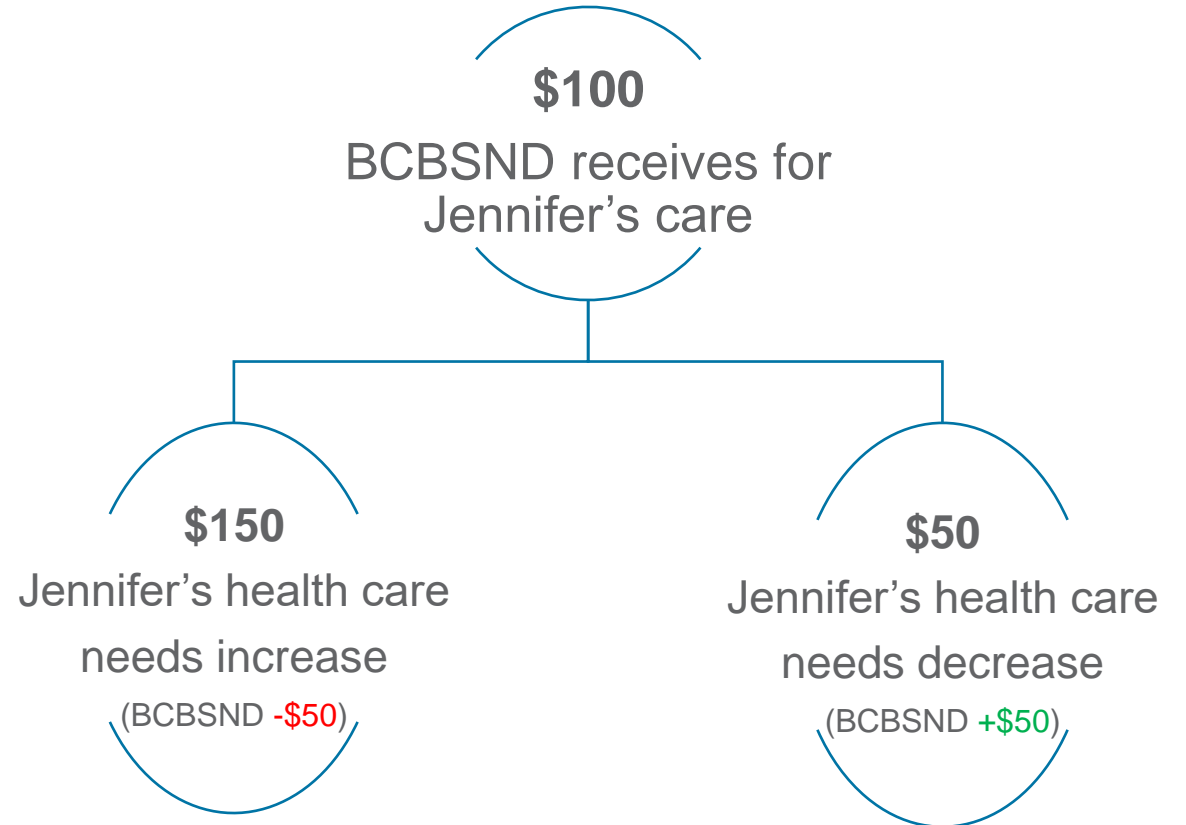 $100
BCBSND receives for
Jennifer’s care
$150
Jennifer’s health care
needs increase
(BCBSND -$50)
$50
Jennifer’s health care
needs decrease
(BCBSND +$50)